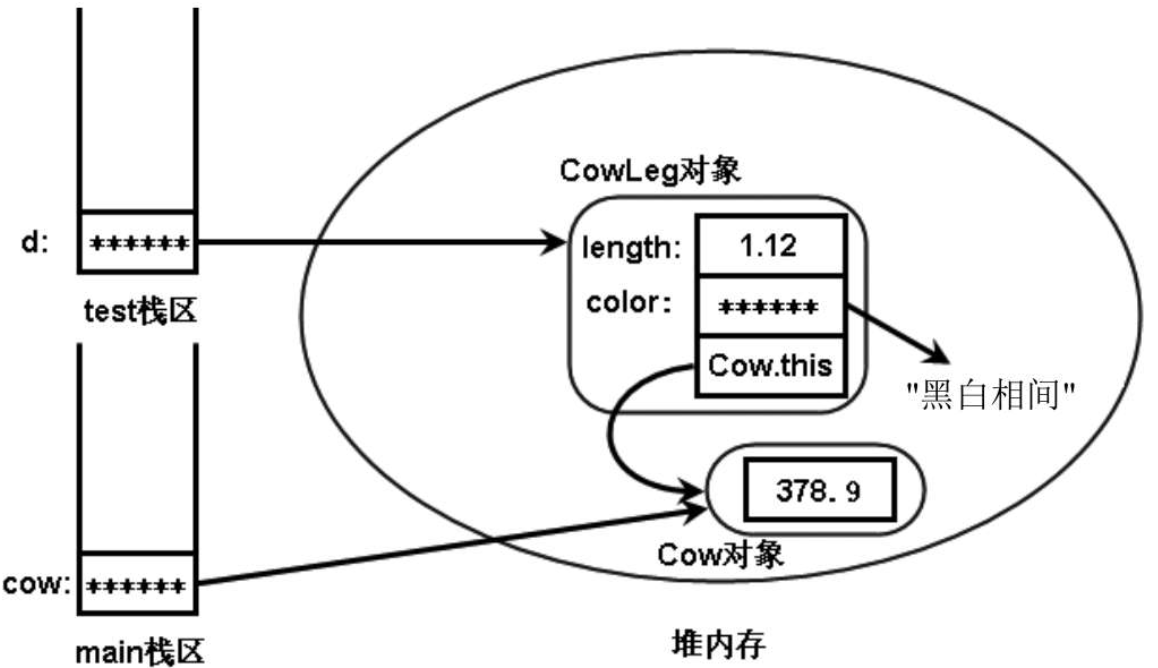 CowLeg对象
d: ******
length: 1.12
color: ******
test栈区
Cow.this
"黑白相间"
378.9
Cow对象
cow: ******
main栈区
堆内存